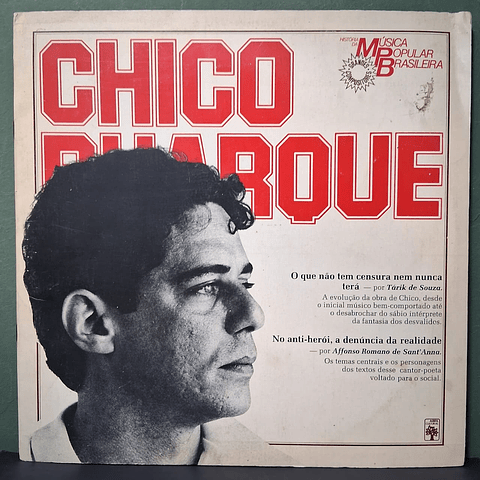 CHICO
BUARQUE
HISTÓRIA DA MÚSICA
POPULAR
BRASILEIRA
GRANDES
COMPOSITORES
O que não tem censura nem nunca
terá — por Tárik de Souza.
A evolução da obra de Chico, desde
o inicial músico bem-comportado até
o desabrochar do sábio intérprete
da fantasia dos desvalidos.
No anti-herói, a denúncia da realidade
— por Affonso Romano de Sant'Anna.
Os temas centrais e os personagens
dos textos desse cantor-poeta
voltado para o social.